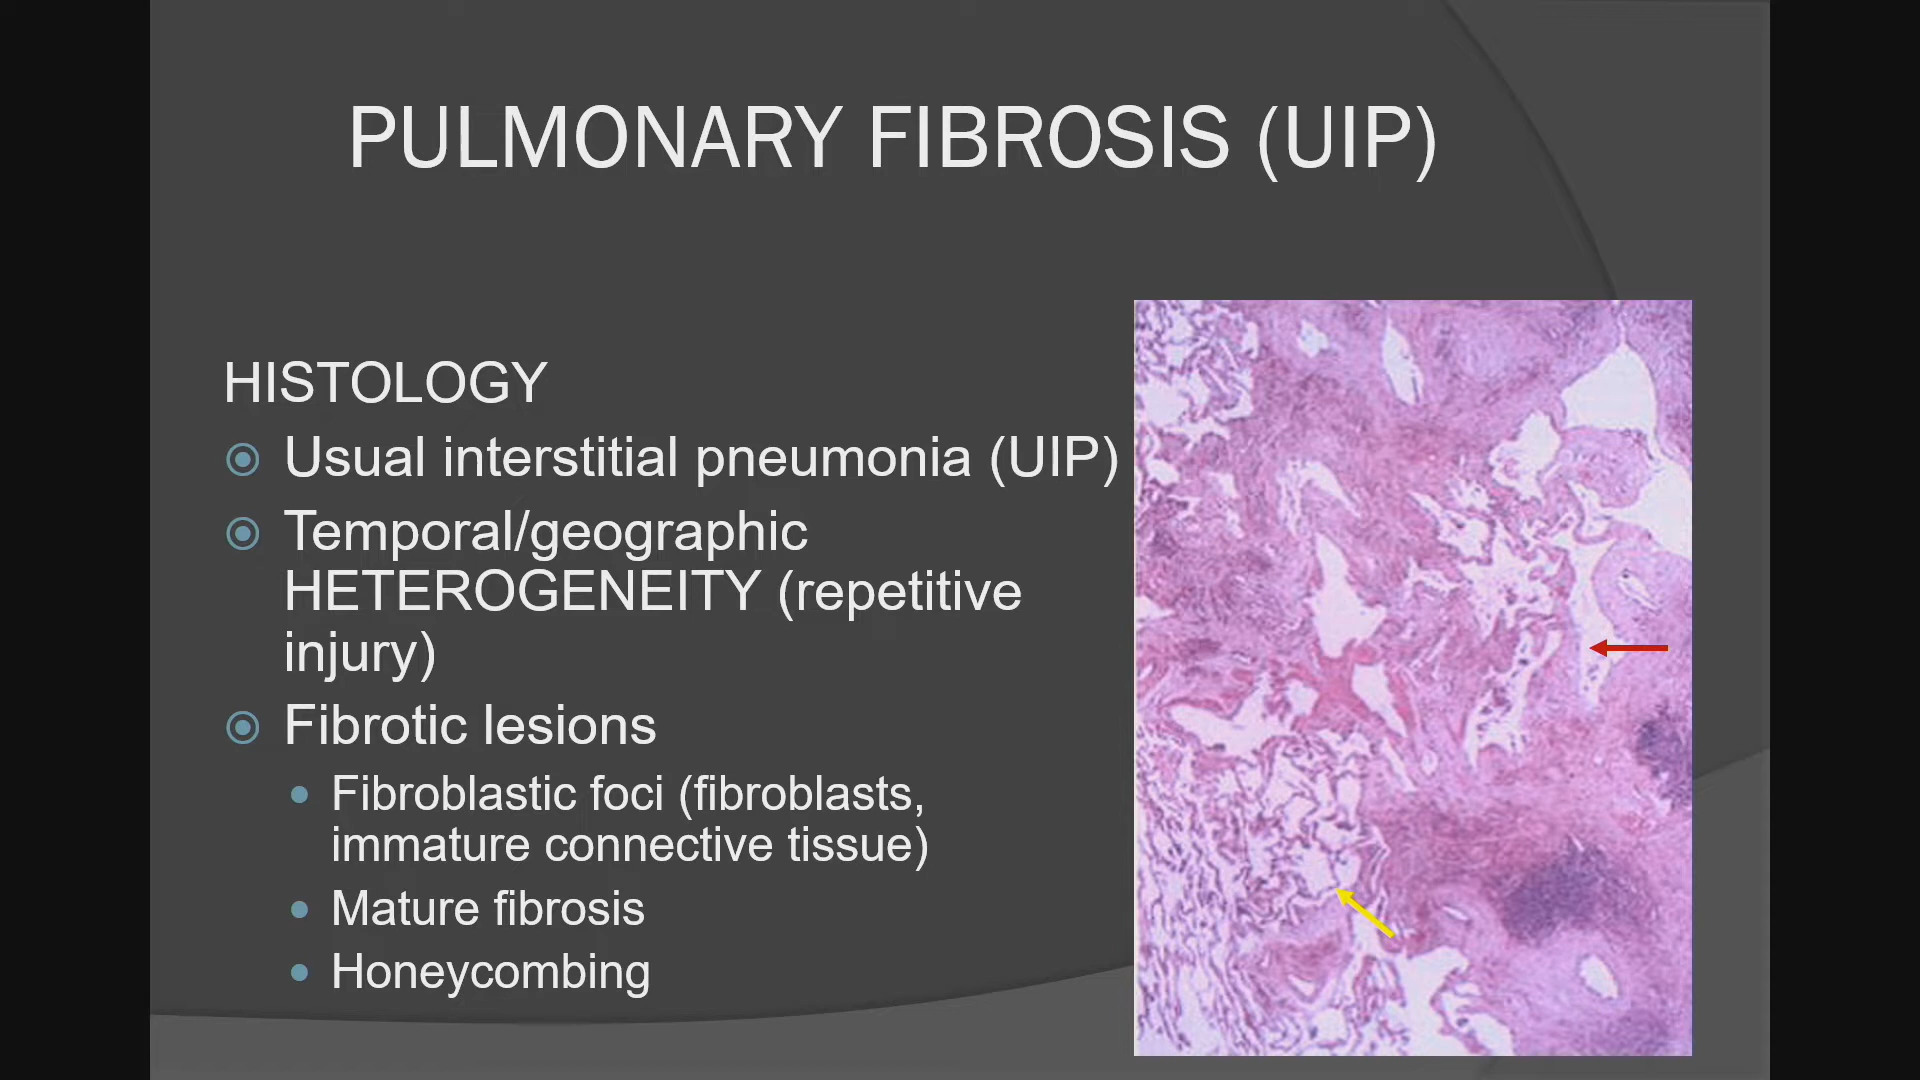 PULMONARY FIBROSIS (UIP)
HISTOLOGY
Usual interstitial pneumonia (UIP)
Temporal/geographic
HETEROGENEITY (repetitive
injury)
Fibrotic lesions
Fibroblastic foci (fibroblasts,
immature connective tissue)
Mature fibrosis
Honeycombing